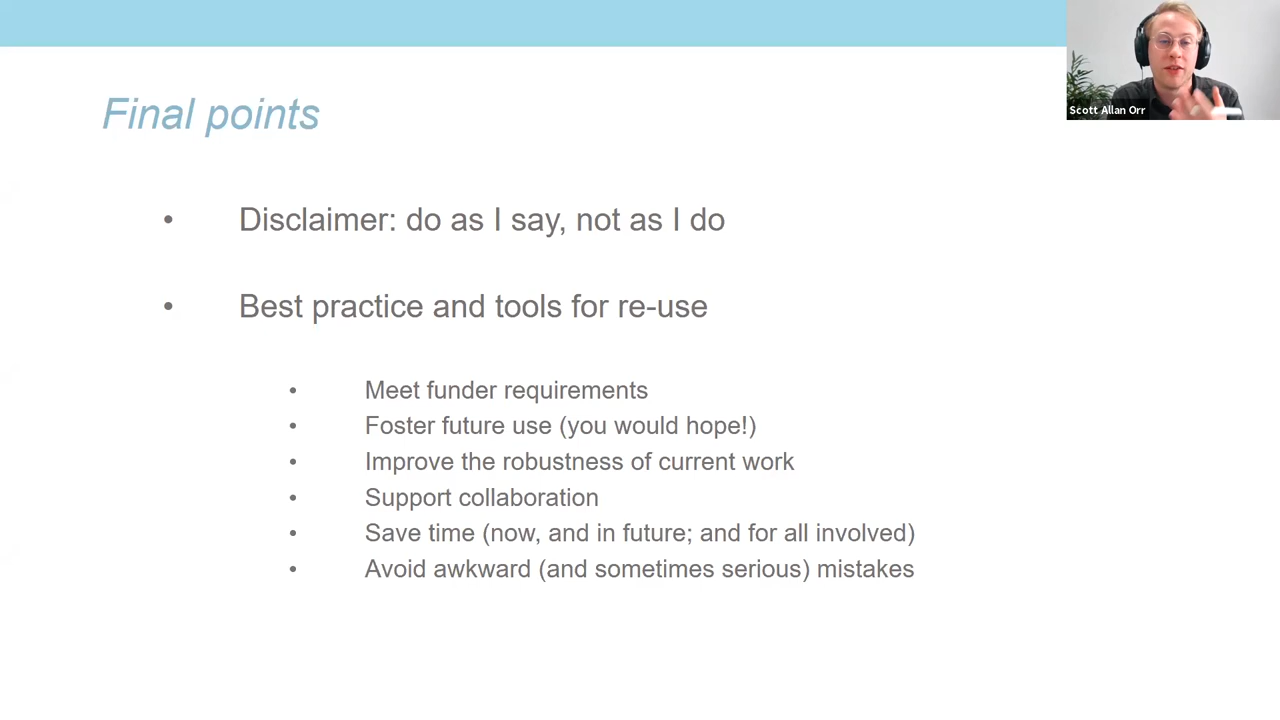 Scott Allan Orr
Final points
• Disclaimer: do as I say, not as I do
• Best practice and tools for re-use
• Meet funder requirements
• Foster future use (you would hope!)
• Improve the robustness of current work
• Support collaboration
• Save time (now, and in future; and for all involved)
• Avoid awkward (and sometimes serious) mistakes